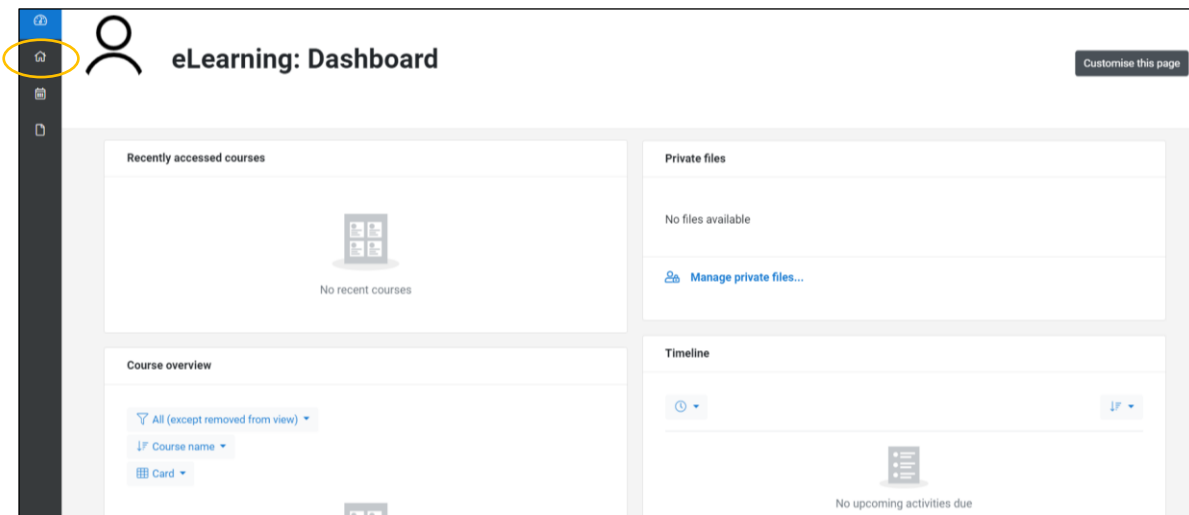 eLearning: Dashboard
Customise this page
Recently accessed courses
No recent courses
Private files
No files available
Manage private files...
Course overview
All (except removed from view)
Course name
Card
Timeline
No upcoming activities due